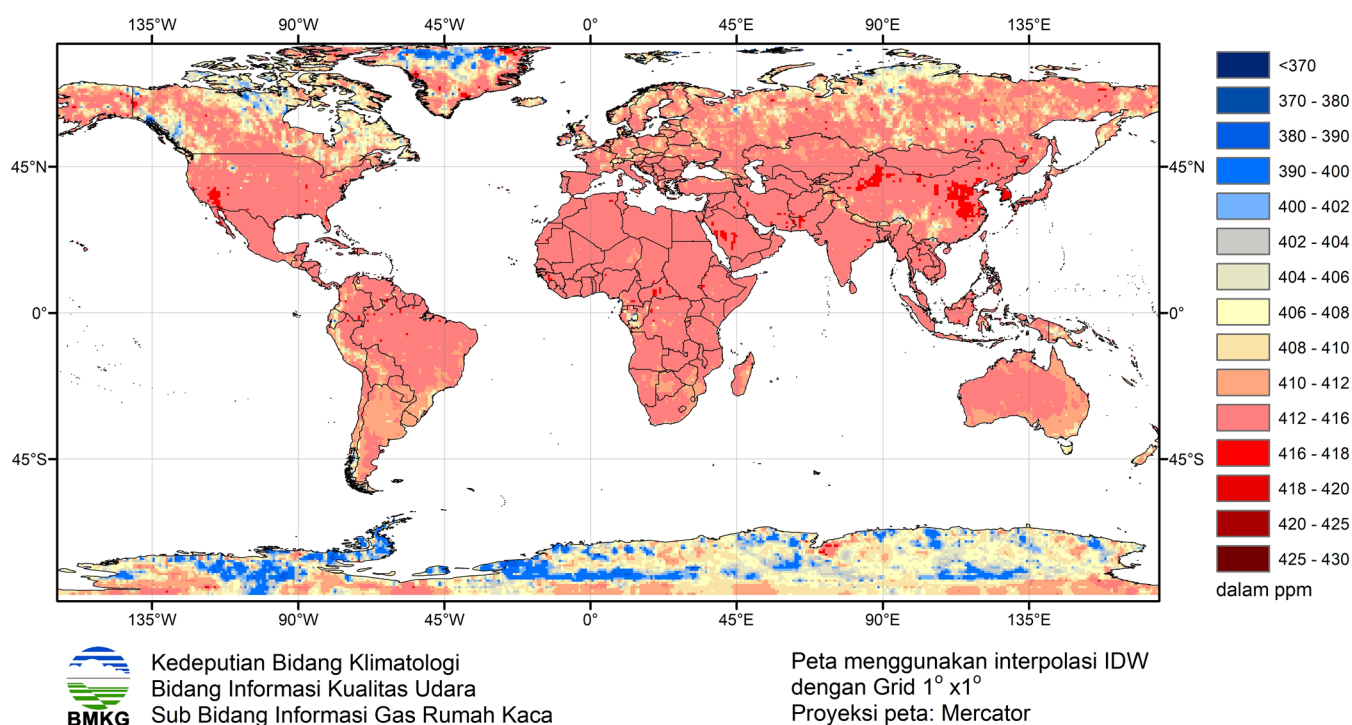 135°W 90°W 45°W 0° 45°E 90°E 135°E
45°N 45°N
0° 0°
45°S 45°S
135°W 90°W 45°W 0° 45°E 90°E 135°E
<370
370 - 380
380 - 390
390 - 400
400 - 402
402 - 404
404 - 406
406 - 408
408 - 410
410 - 412
412 - 416
416 - 418
418 - 420
420 - 425
425 - 430
dalam ppm
BMKG
Kedeputian Bidang Klimatologi
Bidang Informasi Kualitas Udara
Sub Bidang Informasi Gas Rumah Kaca
Peta menggunakan interpolasi IDW
dengan Grid 1° x1°
Proyeksi peta: Mercator